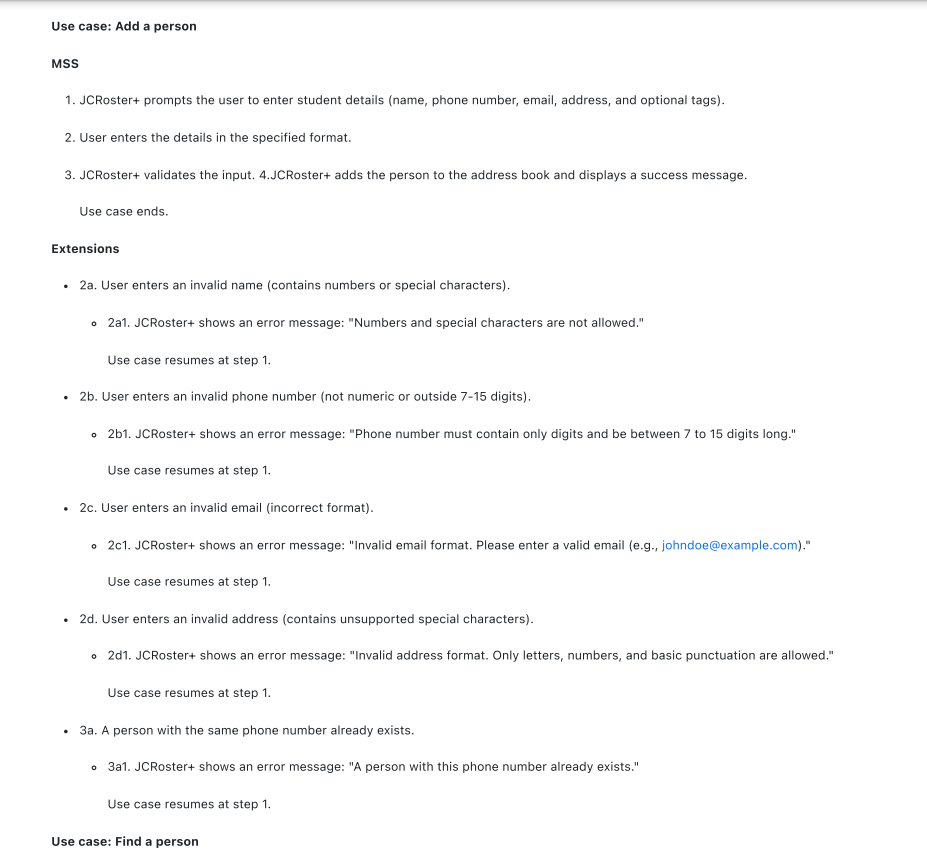 Use case: Add a person
MSS
1. JCRoster+ prompts the user to enter student details (name, phone number, email, address, and optional tags).
2. User enters the details in the specified format.
3. JCRoster+ validates the input. 4.JCRoster+ adds the person to the address book and displays a success message.
Use case ends.
Extensions
• 2a. User enters an invalid name (contains numbers or special characters).
◦ 2a1. JCRoster+ shows an error message: "Numbers and special characters are not allowed."
Use case resumes at step 1.
• 2b. User enters an invalid phone number (not numeric or outside 7-15 digits).
◦ 2b1. JCRoster+ shows an error message: "Phone number must contain only digits and be between 7 to 15 digits long."
Use case resumes at step 1.
• 2c. User enters an invalid email (incorrect format).
◦ 2c1. JCRoster+ shows an error message: "Invalid email format. Please enter a valid email (e.g., johndoe@example.com)."
Use case resumes at step 1.
• 2d. User enters an invalid address (contains unsupported special characters).
◦ 2d1. JCRoster+ shows an error message: "Invalid address format. Only letters, numbers, and basic punctuation are allowed."
Use case resumes at step 1.
• 3a. A person with the same phone number already exists.
◦ 3a1. JCRoster+ shows an error message: "A person with this phone number already exists."
Use case resumes at step 1.
Use case: Find a person